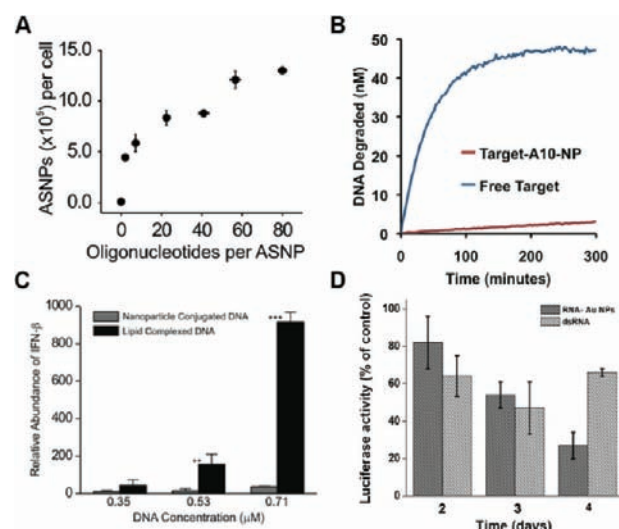 A
ASNPs (x10⁵) per cell
15.0
10.0
5.0
0.0
0 20 40 60 80
Oligonucleotides per ASNP
B
DNA Degraded (nM)
50
40
30
20
10
0
Target-A10-NP
Free Target
0 100 200 300
Time (minutes)
C
Relative Abundance of IFN-β
1000
800
600
400
200
0
Nanoparticle Conjugated DNA
Lipid Complexed DNA
***
**
0.35 0.53 0.71
DNA Concentration (μM)
D
Luciferase activity (% of control)
100
80
60
40
20
0
RNA- Au NPs
dsRNA
2 3 4
Time (days)